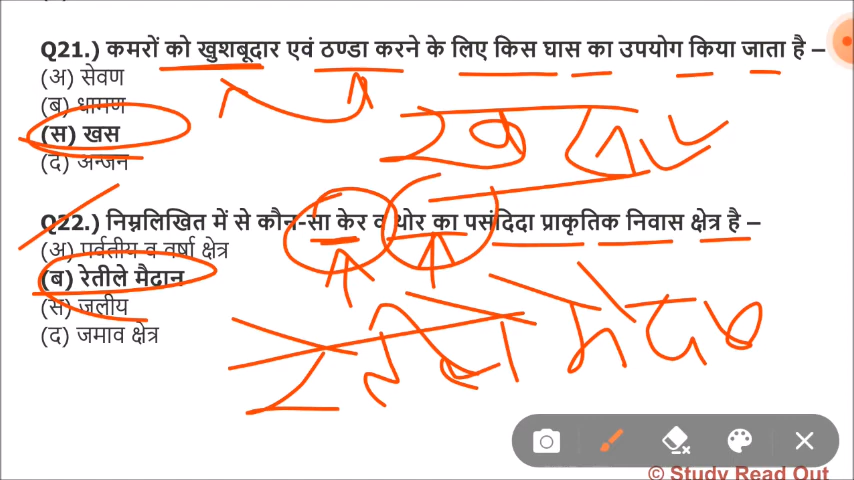 Q21.) कमरों को खुशबूदार एवं ठण्डा करने के लिए किस घास का उपयोग किया जाता है –
(अ) सेवण
(ब) धामण
(स) खस
(द) अन्जन
Q22.) निम्नलिखित में से कौन-सा केर व थोर का पसंदिदा प्राकृतिक निवास क्षेत्र है –
(अ) पर्वतीय व वर्षा क्षेत्र
(ब) रेतीले मैदान
(स) जलीय
(द) जमाव क्षेत्र
© Study Read Out